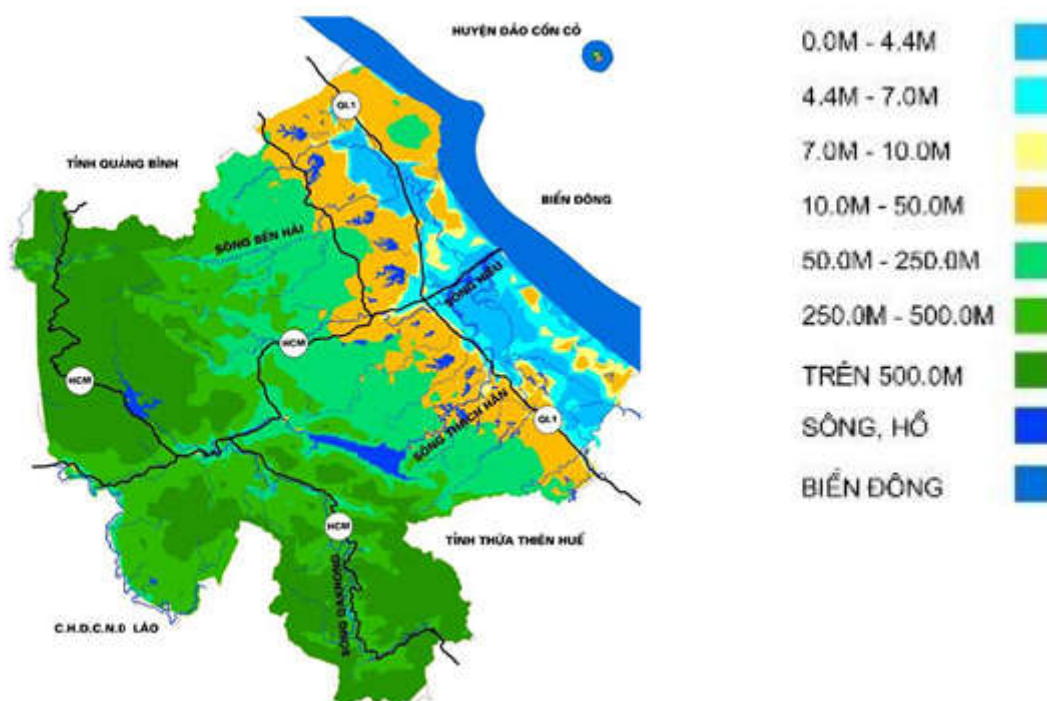 HUYỆN ĐẢO CỒN CỎ
QL1
TỈNH QUẢNG BÌNH
BIỂN ĐÔNG
SÔNG BẾN HẢI
SÔNG HIẾU
HCM
HCM
SÔNG THẠCH HÃN
QL1
HCM
TỈNH THỪA THIÊN HUẾ
SÔNG ĐAKRÔNG
C.H.D.C.N.D LÀO
0.0M - 4.4M
4.4M - 7.0M
7.0M - 10.0M
10.0M - 50.0M
50.0M - 250.0M
250.0M - 500.0M
TRÊN 500.0M
SÔNG, HỒ
BIỂN ĐÔNG